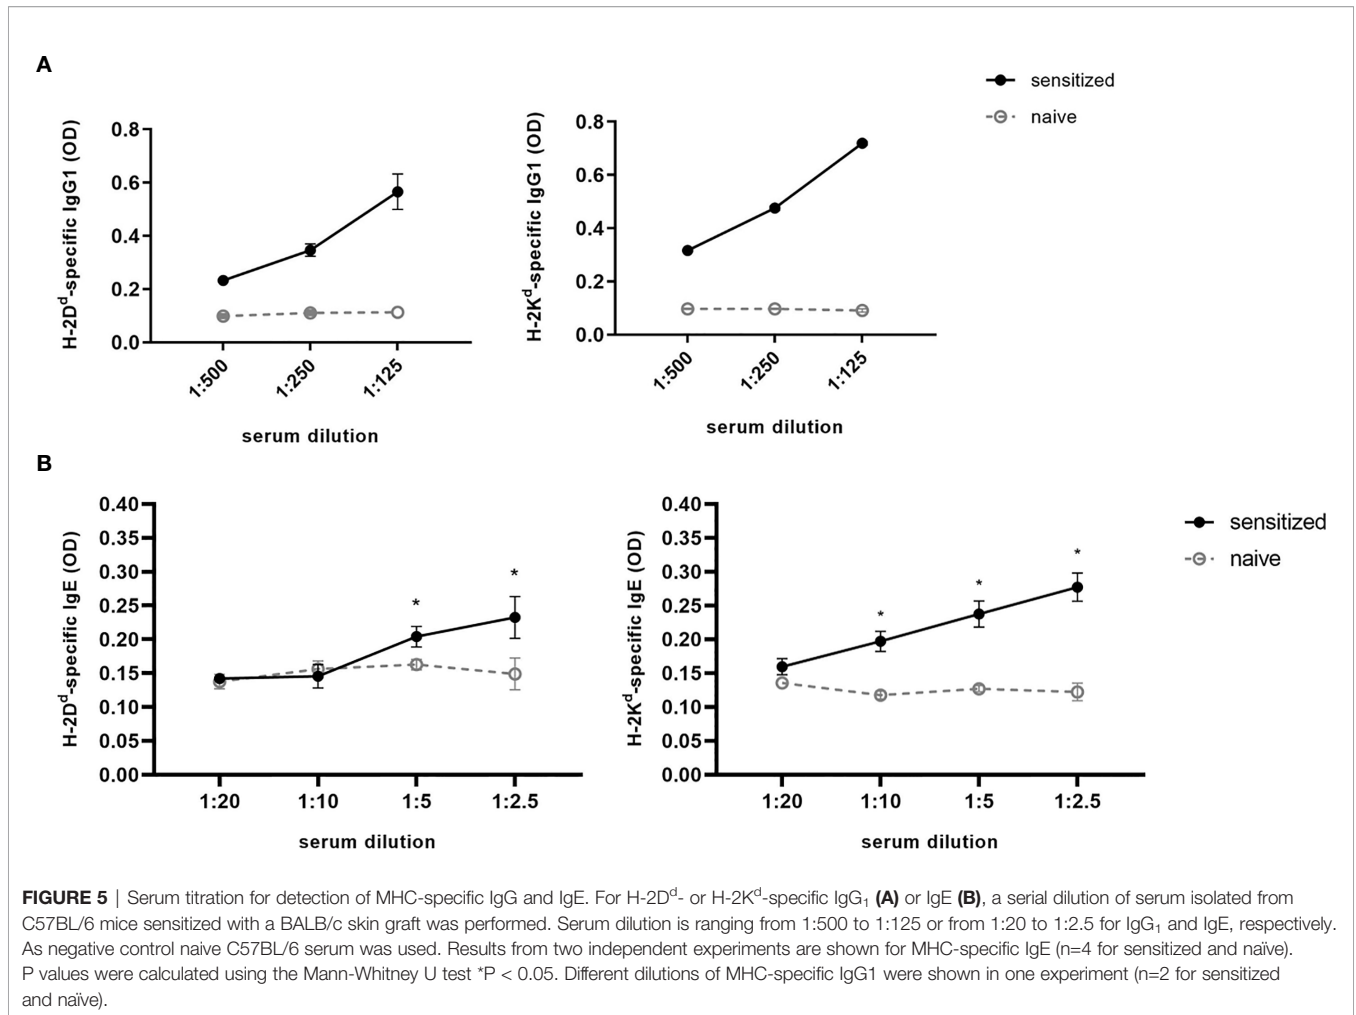 A
sensitized
naive
H-2Dd-specific IgG1 (OD)
0.8
0.6
0.4
0.2
0.0
1:500
1:250
1:125
serum dilution
H-2Kd-specific IgG1 (OD)
0.8
0.6
0.4
0.2
0.0
1:500
1:250
1:125
serum dilution
B
H-2Dd-specific IgE (OD)
0.40
0.35
0.30
0.25
0.20
0.15
0.10
0.05
0.00
* *
1:20
1:10
1:5
1:2.5
serum dilution
H-2Kd-specific IgE (OD)
0.40
0.35
0.30
0.25
0.20
0.15
0.10
0.05
0.00
* * *
1:20
1:10
1:5
1:2.5
serum dilution
sensitized
naive
FIGURE 5 | Serum titration for detection of MHC-specific IgG and IgE. For H-2Dd- or H-2Kd-specific IgG1 (A) or IgE (B), a serial dilution of serum isolated from
C57BL/6 mice sensitized with a BALB/c skin graft was performed. Serum dilution is ranging from 1:500 to 1:125 or from 1:20 to 1:2.5 for IgG1 and IgE, respectively.
As negative control naive C57BL/6 serum was used. Results from two independent experiments are shown for MHC-specific IgE (n=4 for sensitized and naïve).
P values were calculated using the Mann-Whitney U test *P < 0.05. Different dilutions of MHC-specific IgG1 were shown in one experiment (n=2 for sensitized
and naïve).